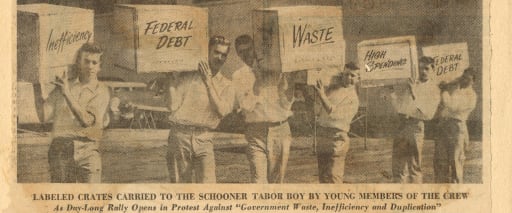 Inefficiency
FEDERAL
DEBT
WASTE
HIGH
SPENDING
FEDERAL
DEBT
LABELED CRATES CARRIED TO THE SCHOONER TABOR BOY BY YOUNG MEMBERS OF THE CREW
As Day-Long Rally Opens in Protest Against "Government Waste, Inefficiency and Duplication"